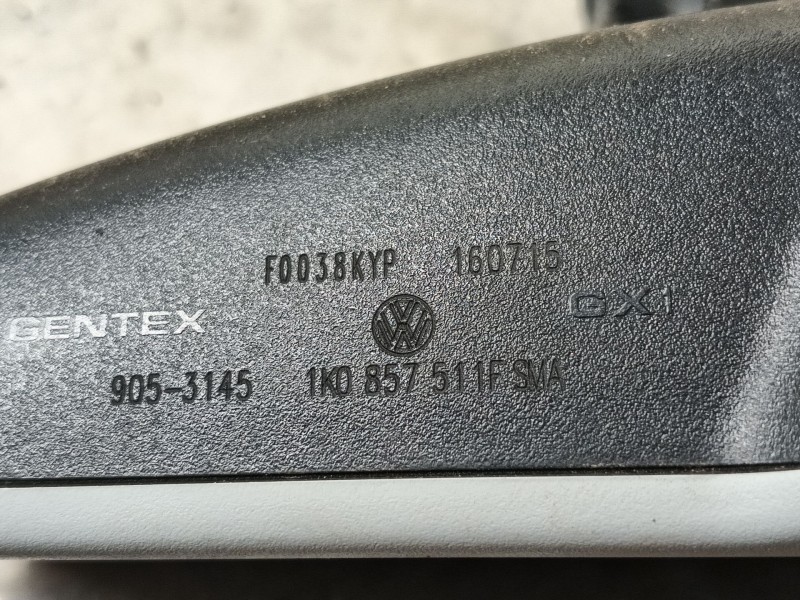 F0038KYP 160715
GENTEX GX1
905-3145 1K0 857 511F SMA